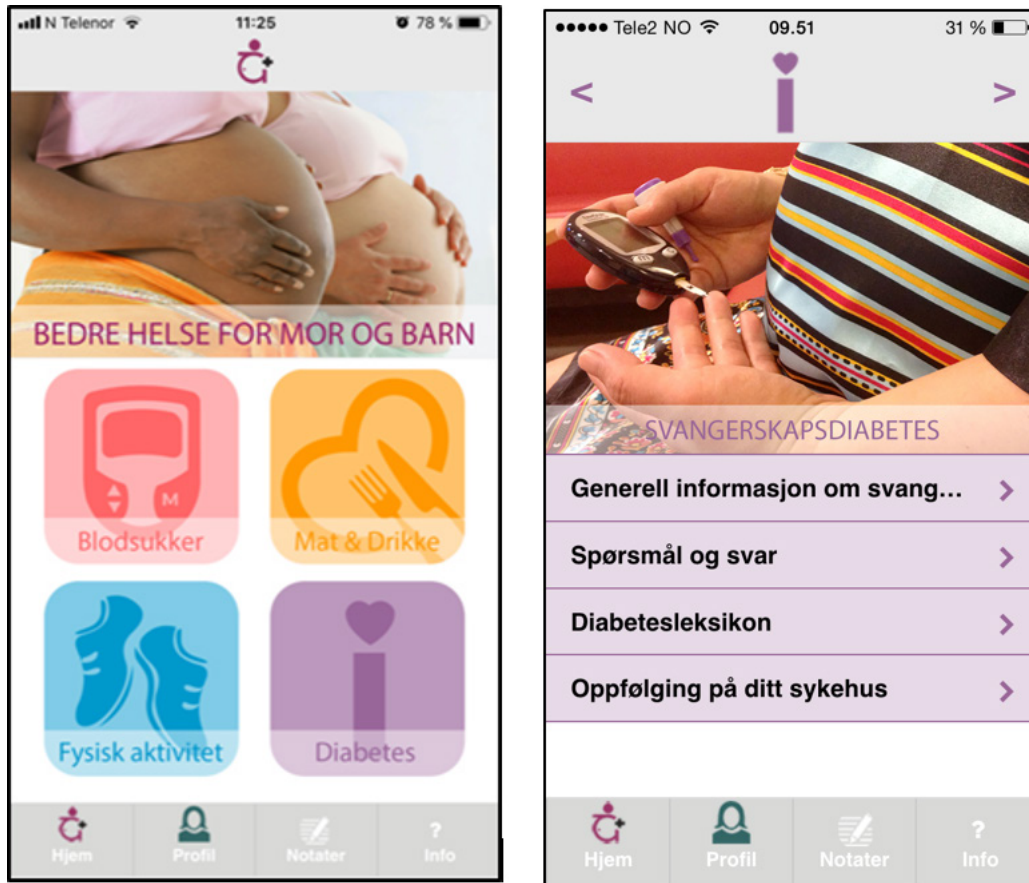 N Telenor 11:25 78 %
BEDRE HELSE FOR MOR OG BARN
M
Blodsukker Mat & Drikke
Fysisk aktivitet Diabetes
Hjem Profil Notater ? Info
Tele2 NO 09.51 31 %
< i >
SVANGERSKAPSDIABETES
Generell informasjon om svang...
Spørsmål og svar
Diabetesleksikon
Oppfølging på ditt sykehus
Hjem Profil Notater ? Info